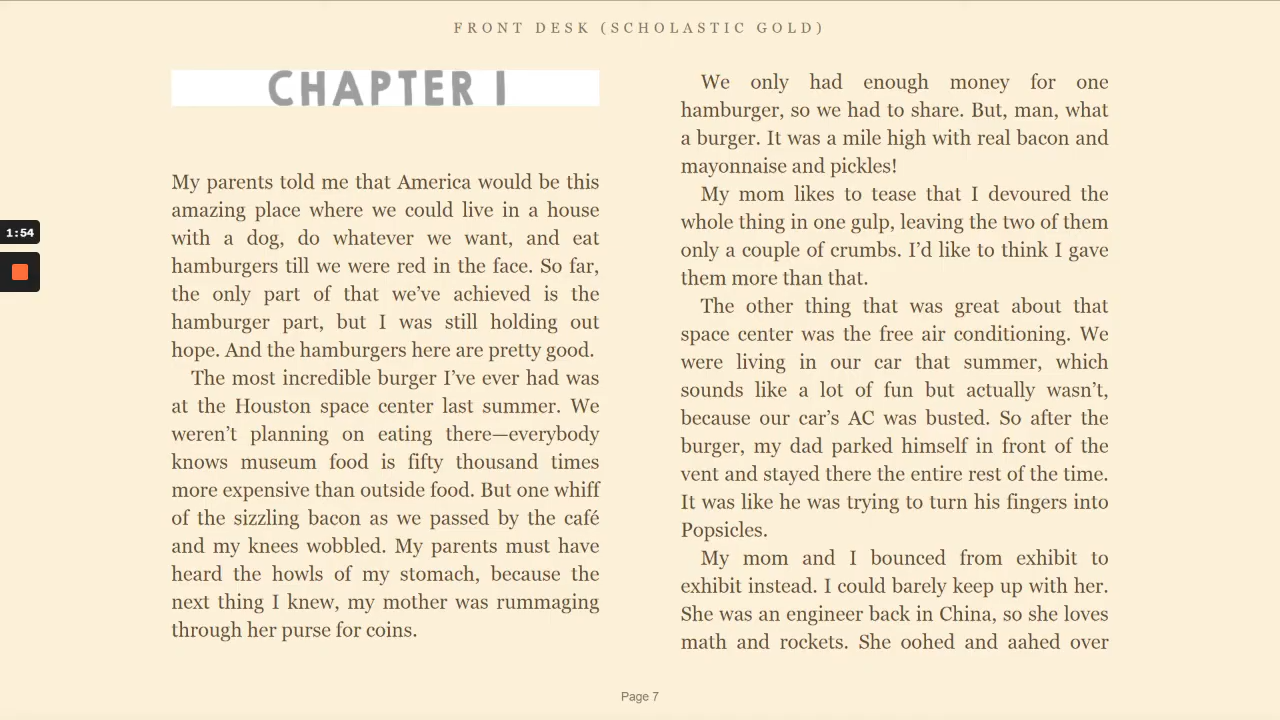 FRONT DESK (SCHOLASTIC GOLD)
CHAPTER 1
My parents told me that America would be this
amazing place where we could live in a house
with a dog, do whatever we want, and eat
hamburgers till we were red in the face. So far,
the only part of that we’ve achieved is the
hamburger part, but I was still holding out
hope. And the hamburgers here are pretty good.
The most incredible burger I’ve ever had was
at the Houston space center last summer. We
weren’t planning on eating there—everybody
knows museum food is fifty thousand times
more expensive than outside food. But one whiff
of the sizzling bacon as we passed by the café
and my knees wobbled. My parents must have
heard the howls of my stomach, because the
next thing I knew, my mother was rummaging
through her purse for coins.
We only had enough money for one
hamburger, so we had to share. But, man, what
a burger. It was a mile high with real bacon and
mayonnaise and pickles!
My mom likes to tease that I devoured the
whole thing in one gulp, leaving the two of them
only a couple of crumbs. I’d like to think I gave
them more than that.
The other thing that was great about that
space center was the free air conditioning. We
were living in our car that summer, which
sounds like a lot of fun but actually wasn’t,
because our car’s AC was busted. So after the
burger, my dad parked himself in front of the
vent and stayed there the entire rest of the time.
It was like he was trying to turn his fingers into
Popsicles.
My mom and I bounced from exhibit to
exhibit instead. I could barely keep up with her.
She was an engineer back in China, so she loves
math and rockets. She oohed and aahed over
Page 7
1:54